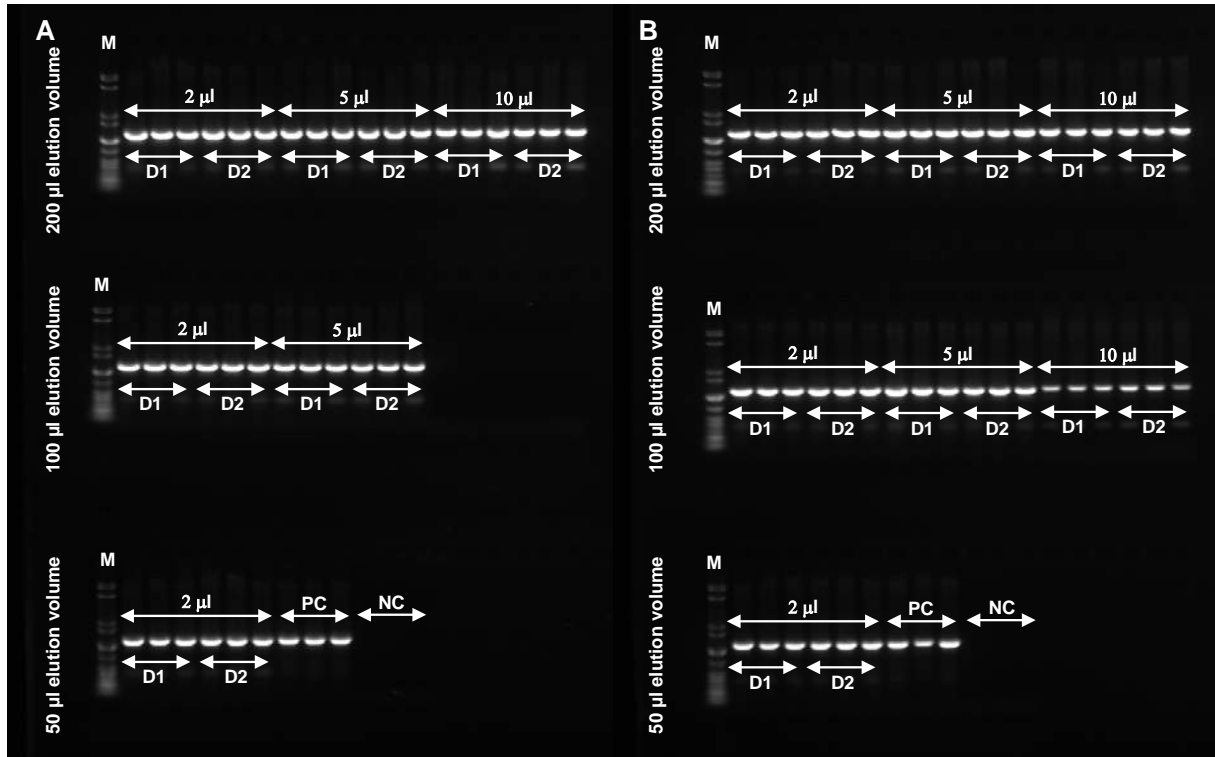 A
M
200 µl elution volume
2 µl 5 µl 10 µl
D1 D2 D1 D2 D1 D2
M
100 µl elution volume
2 µl 5 µl
D1 D2 D1 D2
M
50 µl elution volume
2 µl PC NC
D1 D2
B
M
200 µl elution volume
2 µl 5 µl 10 µl
D1 D2 D1 D2 D1 D2
M
100 µl elution volume
2 µl 5 µl 10 µl
D1 D2 D1 D2 D1 D2
M
50 µl elution volume
2 µl PC NC
D1 D2